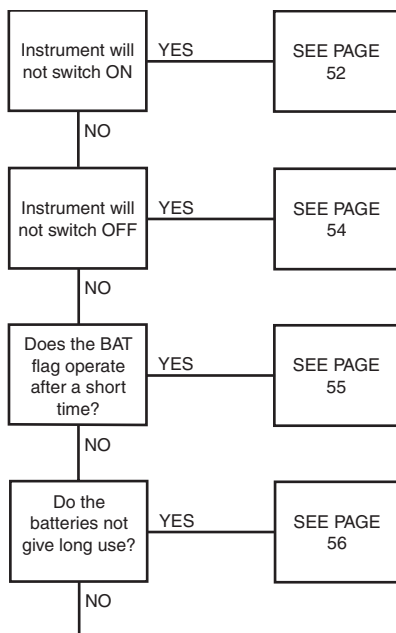 Instrument will
not switch ON
YES
SEE PAGE
52
NO
Instrument will
not switch OFF
YES
SEE PAGE
54
NO
Does the BAT
flag operate
after a short
time?
YES
SEE PAGE
55
NO
Do the
batteries not
give long use?
YES
SEE PAGE
56
NO